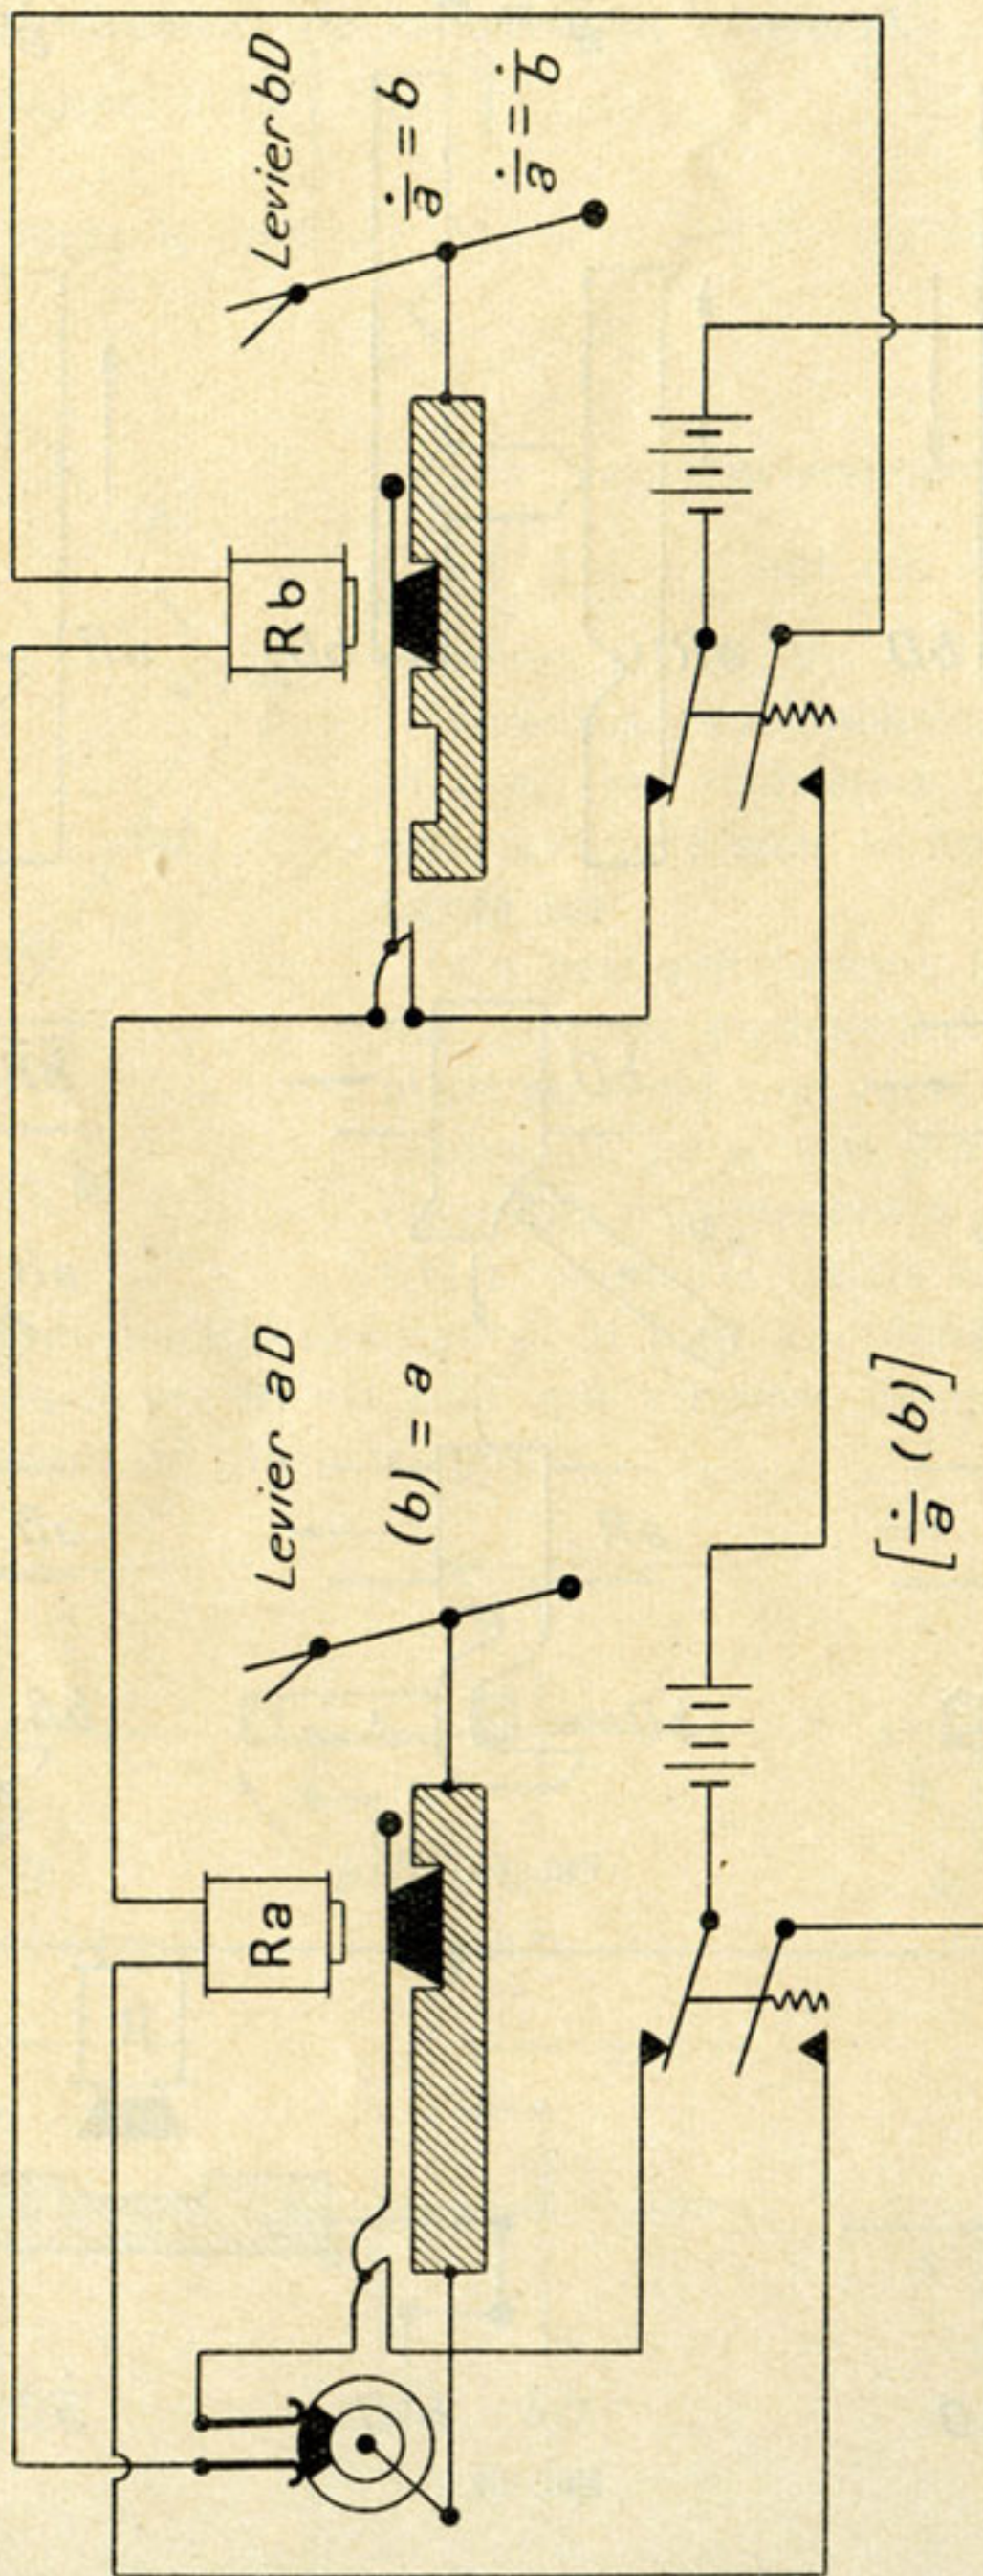 Ra
Levier aD
(b) = a
Rb
Levier bD
a̅̇ = b
a̅̇ = b̅̇
[a̅̇ (b)]